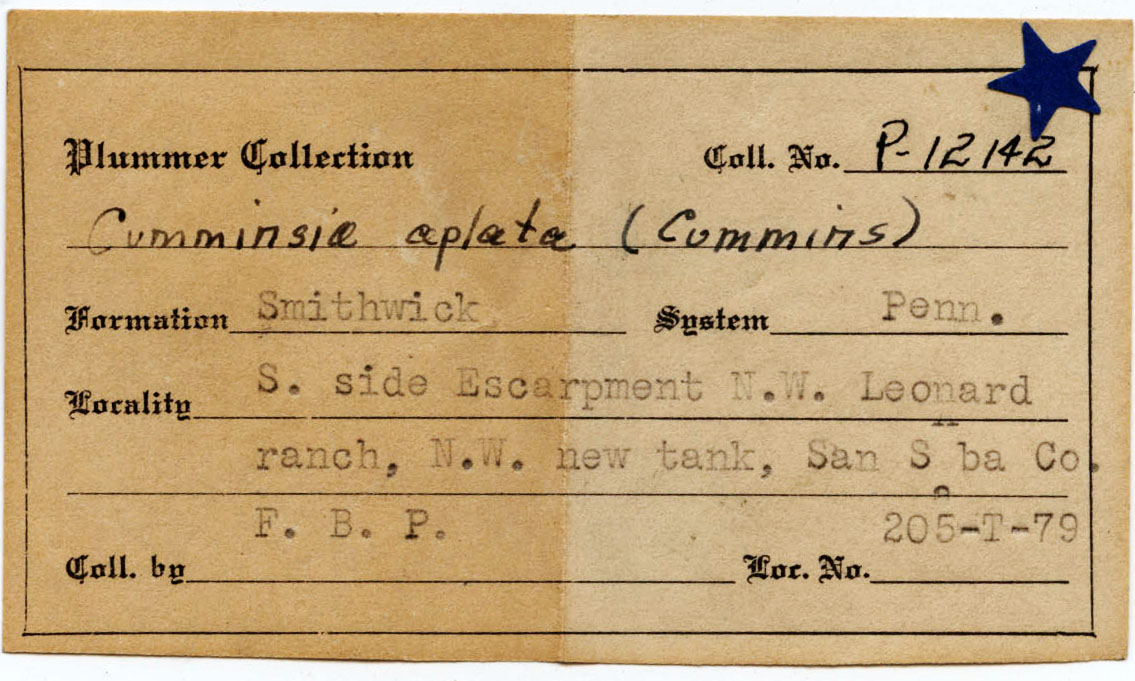 Plummer Collection Coll. No. P-12142
Cumminsia aplata (Cummins)
Formation Smithwick System Penn.
Locality S. side Escarpment N.W. Leonard
ranch, N.W. new tank, San Saba Co.
Coll. by F. B. P. Loc. No. 205-T-79